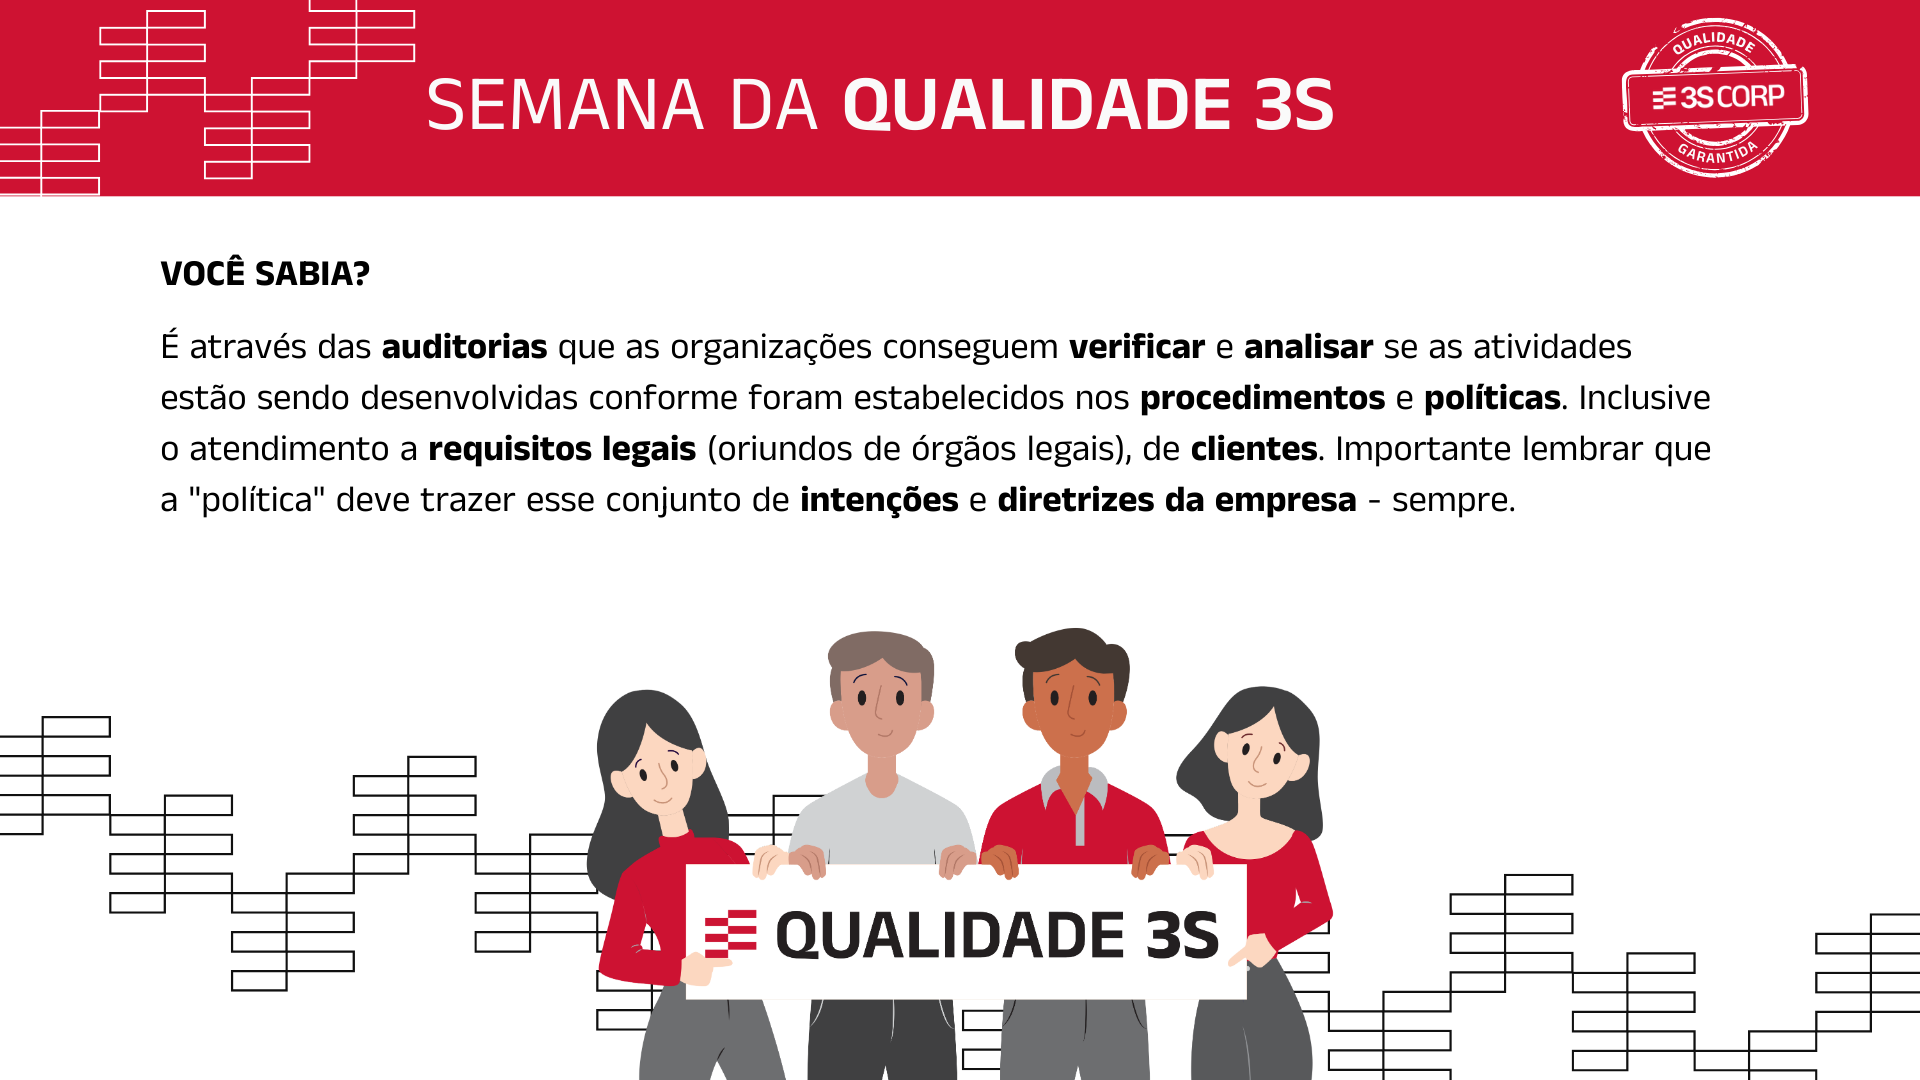 SEMANA DA QUALIDADE 3S
QUALIDADE
3S CORP
GARANTIDA
VOCÊ SABIA?
É através das auditorias que as organizações conseguem verificar e analisar se as atividades
estão sendo desenvolvidas conforme foram estabelecidos nos procedimentos e políticas. Inclusive
o atendimento a requisitos legais (oriundos de órgãos legais), de clientes. Importante lembrar que
a "política" deve trazer esse conjunto de intenções e diretrizes da empresa - sempre.
QUALIDADE 3S